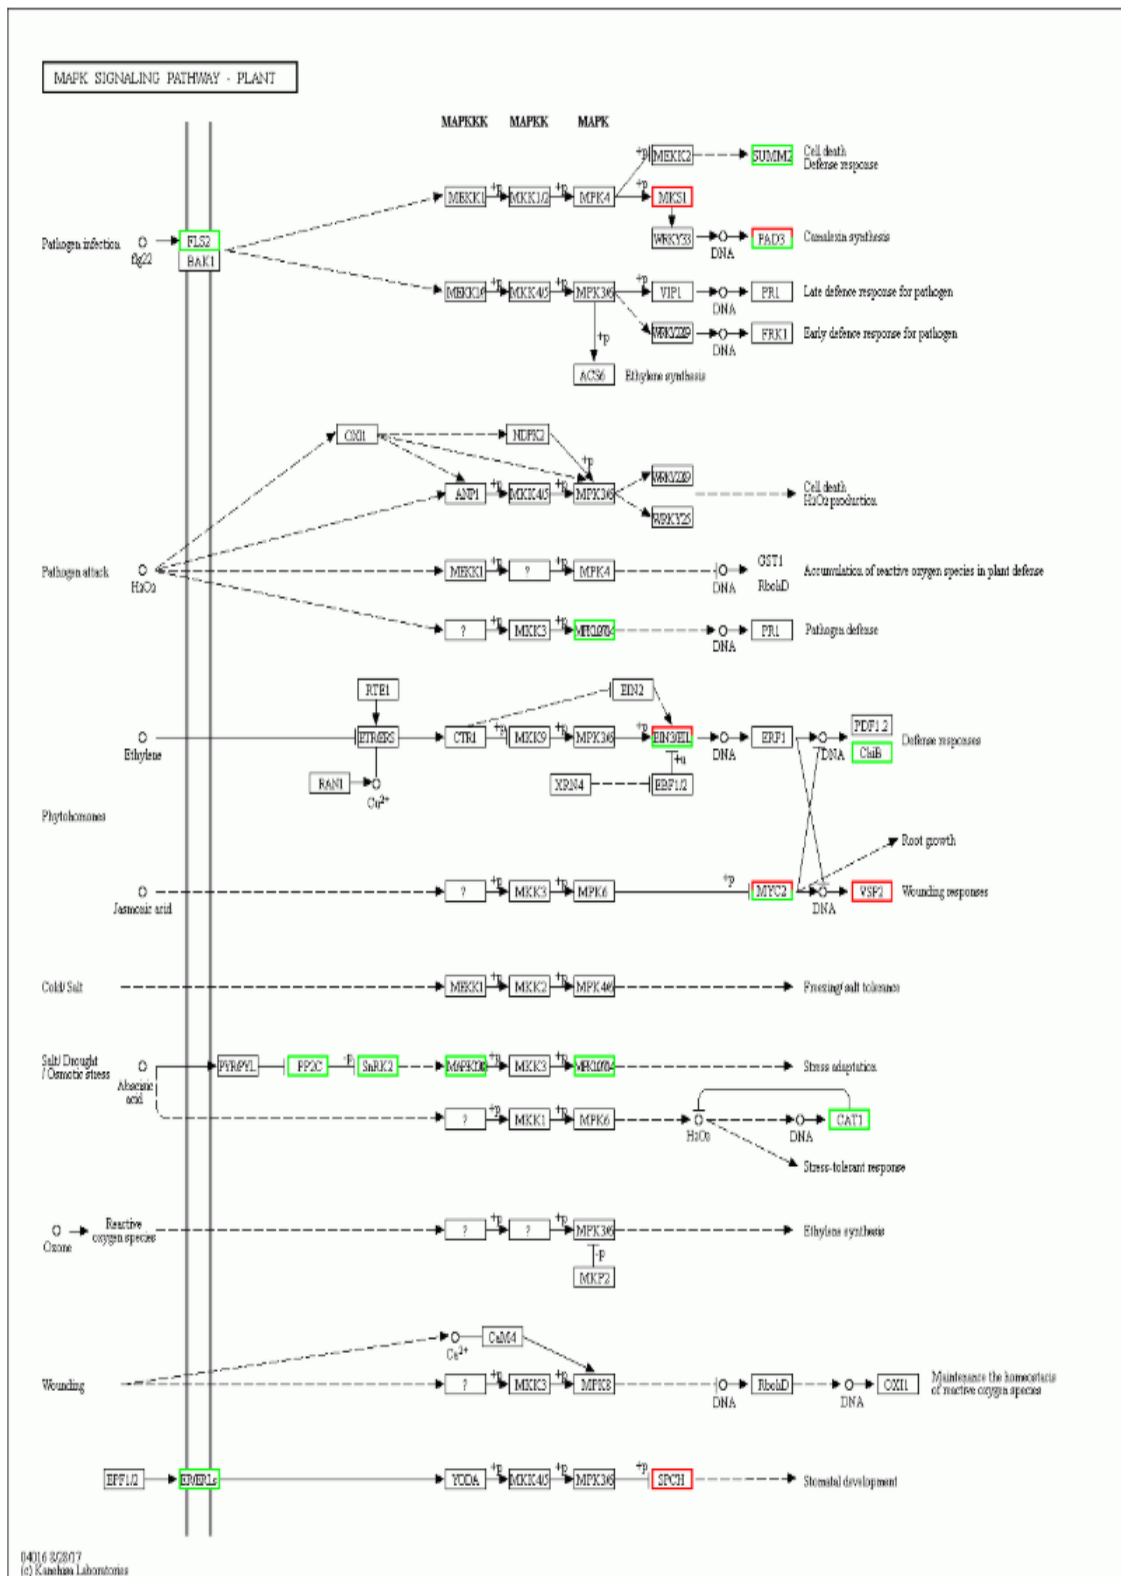 MAPK SIGNALING PATHWAY - PLANT
MAPKKK MAPKK MAPK
+p MEKK2 SUMM2 Cell death
Defense response
MEKK1 +p MKK1/2 +p MPK4 +p MKS1
Pathogen infection flg22 FLS2
BAK1
WRKY33 DNA PAD3 Camalexin synthesis
+p MKK4/5 +p MPK3/6 +p VIP1 DNA PR1 Late defence response for pathogen
DNA FRK1 Early defence response for pathogen
+p
ACS6 Ethylene synthesis
OXI1 NDPK2
+p
ANP1 +p MKK4/5 +p MPK3/6 Cell death
H2O2 production
WRKY25
Pathogen attack H2O2 MEKK1 +p ? +p MPK4 DNA GST1
RbohD Accumulation of reactive oxygen species in plant defense
? +p MKK3 +p DNA PR1 Pathogen defense
RTE1 EIN2
Ethylene ETR/ERS CTR1 +p MKK9 +p MPK3/6 +p EIN3/EIL DNA ERF1 DNA PDF1.2
ChiB Defense responses
+u
RAN1 Cu2+ XRN4 EBF1/2
Phytohomones
Root growth
Jasmonic acid ? +p MKK3 +p MPK6 +p MYC2 DNA VSP2 Wounding responses
Cold/ Salt MEKK1 +p MKK2 +p MPK4/6 Freezing/ salt tolerance
Salt/ Drought
/ Osmotic stress PYR/PYL PP2C -p SnRK2 +p MKK3 +p Stress adaptation
Abscisic
acid
? +p MKK1 +p MPK6 H2O2 DNA CAT1
Stress-tolerant response
Ozone Reactive
oxygen species ? +p ? +p MPK3/6 Ethylene synthesis
-p
MKP2
Ca2+ CaM4
Wounding ? +p MKK3 +p MPK8 DNA RbohD DNA OXI1 Maintenance the homeostasis
of reactive oxygen species
EPF1/2 ER/ERLs YODA +p MKK4/5 +p MPK3/6 +p SPCH Stomatal development
04016 8/28/17
(c) Kanehisa Laboratories